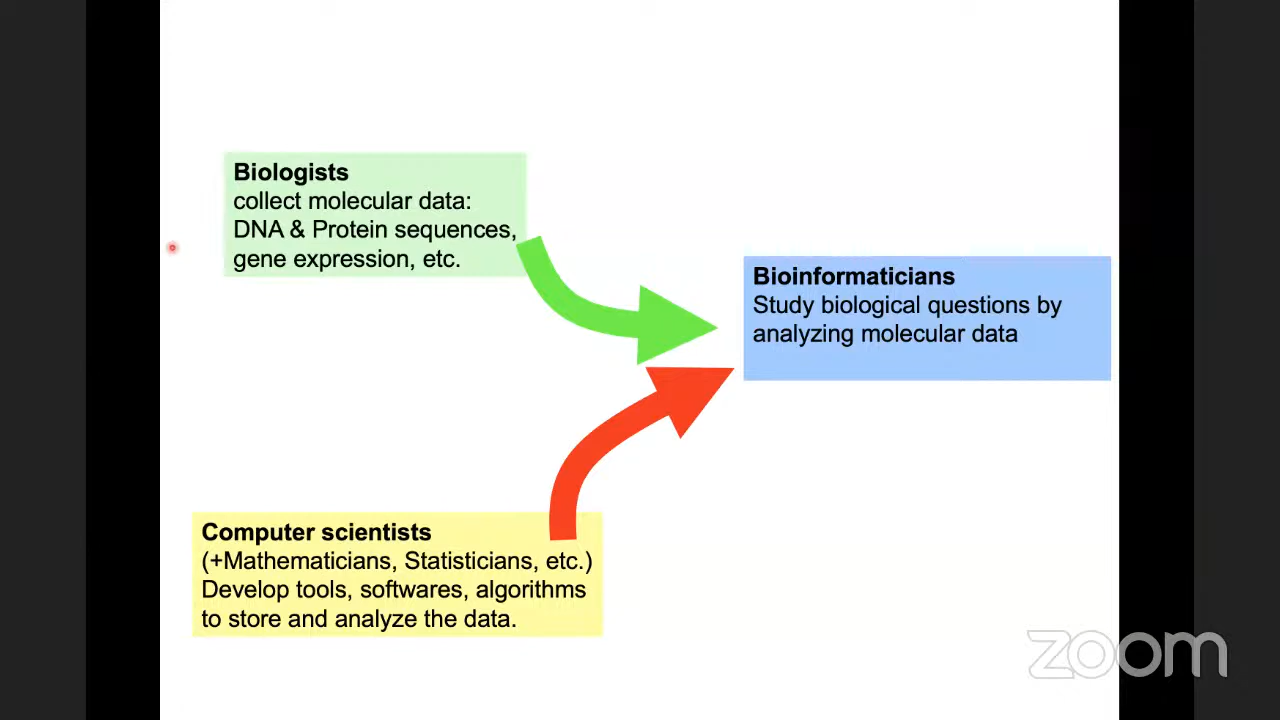 Biologists
collect molecular data:
DNA & Protein sequences,
gene expression, etc.
Bioinformaticians
Study biological questions by
analyzing molecular data
Computer scientists
(+Mathematicians, Statisticians, etc.)
Develop tools, softwares, algorithms
to store and analyze the data.
zoom